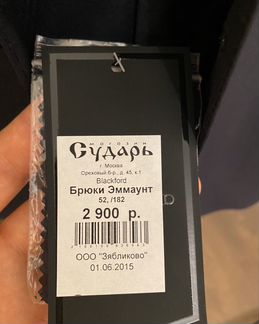 магазин
Сударь
г. Москва
Ореховый б-р, д. 45, к.1
Blackford
Брюки Эммаунт
52, /182
2 900 р.
ООО "Зябликово"
01.06.2015